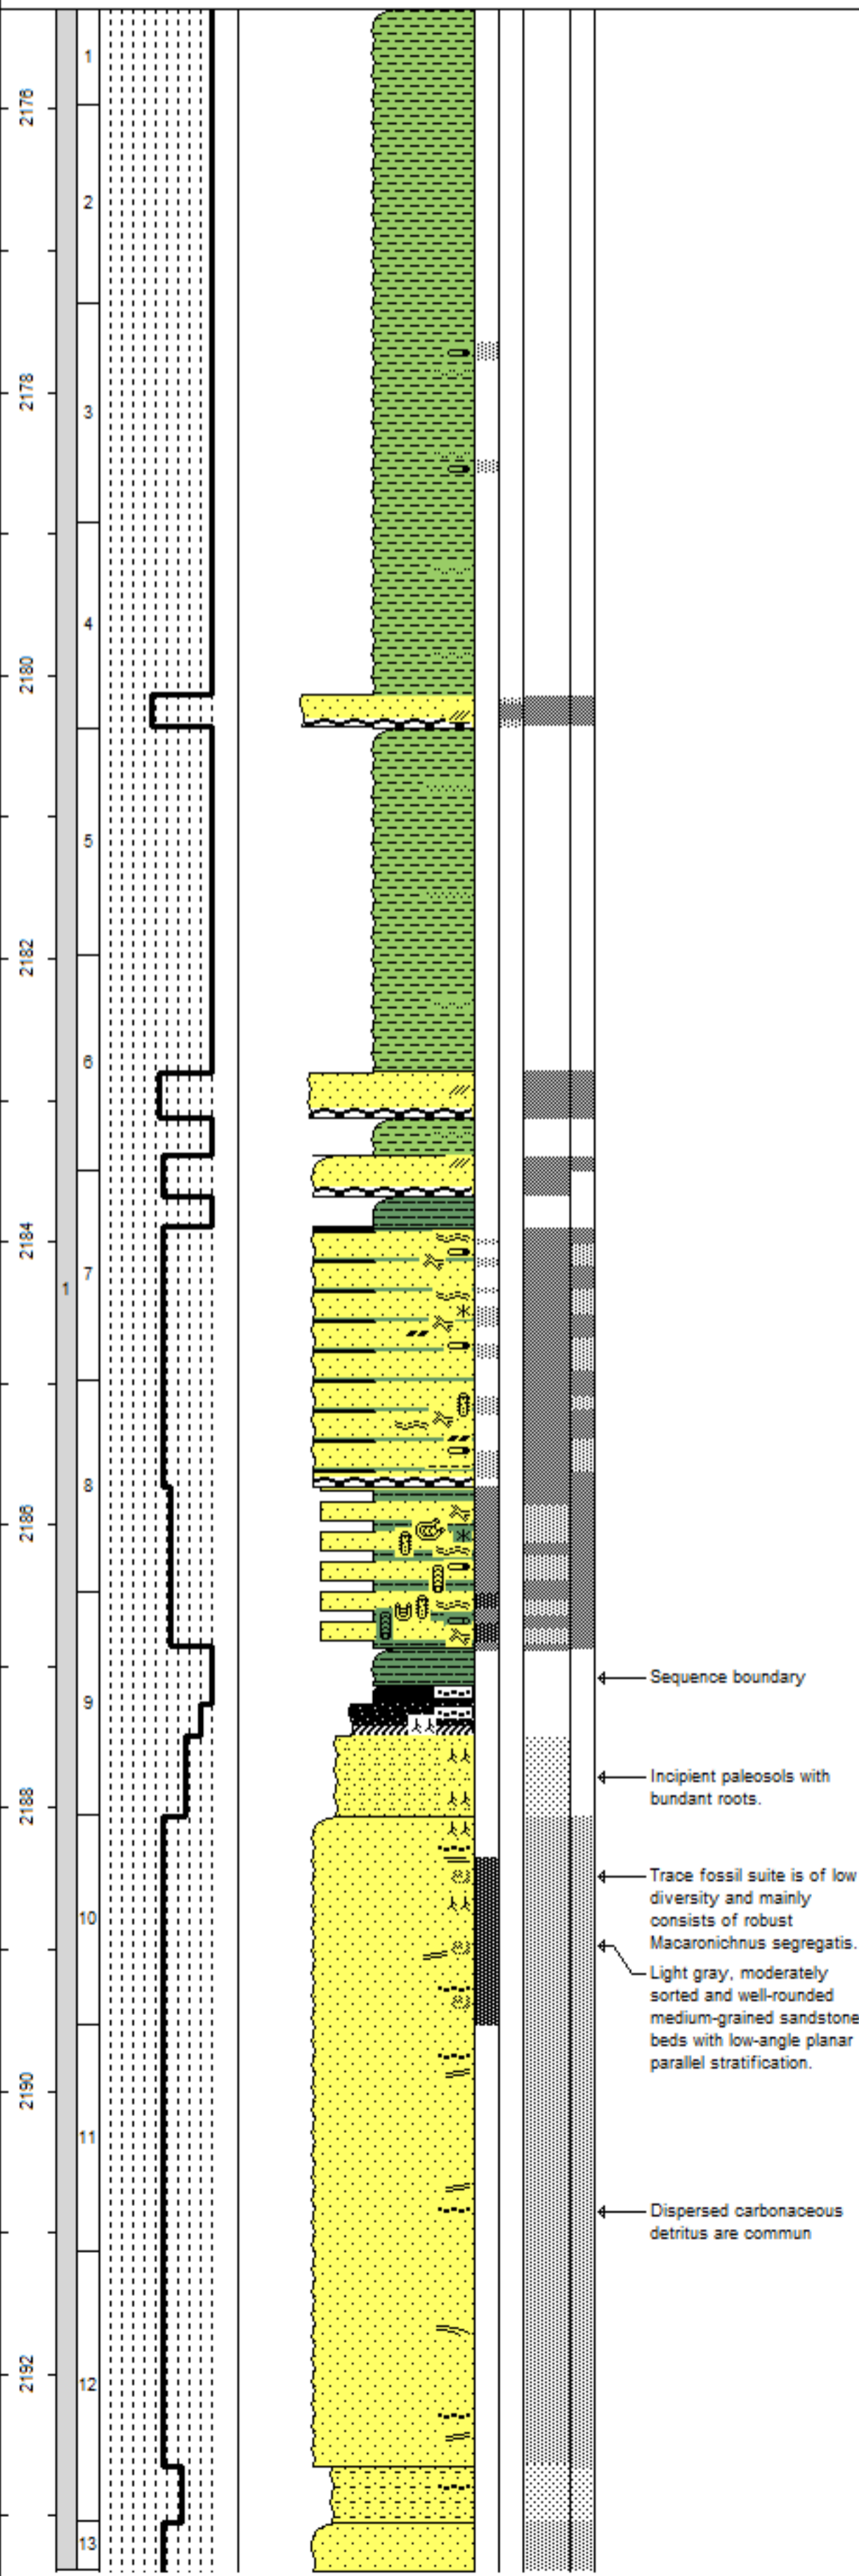 1
2176
2
2178
3
4
2180
5
2182
6
2184
7
1
8
2186
Sequence boundary
9
Incipient paleosols with
bundant roots.
2188
Trace fossil suite is of low
diversity and mainly
consists of robust
Macaronichnus segregatis.
10
Light gray, moderately
sorted and well-rounded
medium-grained sandstone
beds with low-angle planar
parallel stratification.
2190
11
Dispersed carbonaceous
detritus are commun
2192
12
13